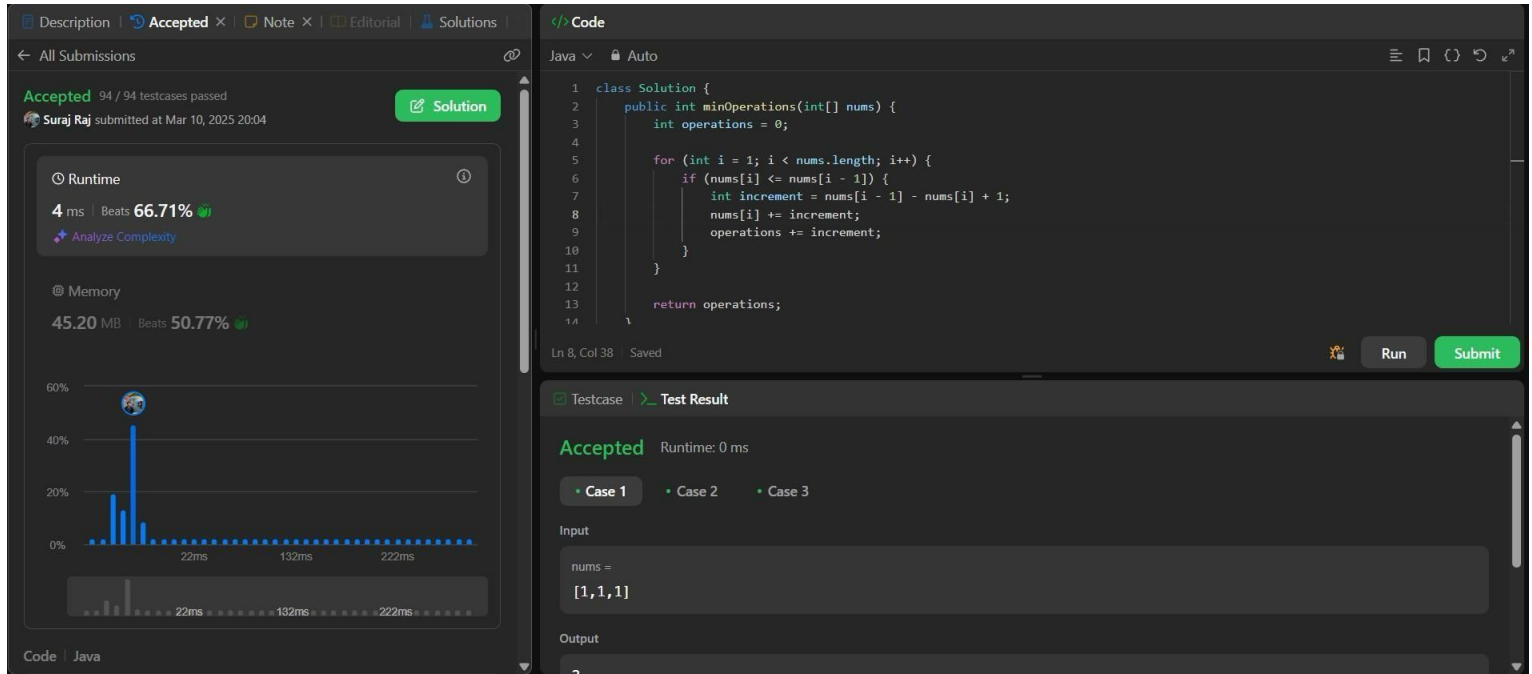 Description
Accepted
Note
Editorial
Solutions
All Submissions
Accepted 94 / 94 testcases passed
Suraj Raj submitted at Mar 10, 2025 20:04
Solution
Runtime
4 ms | Beats 66.71%
Analyze Complexity
Memory
45.20 MB | Beats 50.77%
60%
40%
20%
0%
22ms 132ms 222ms
22ms 132ms 222ms
Code | Java
</> Code
Java Auto
1 class Solution {
2 public int minOperations(int[] nums) {
3 int operations = 0;
4
5 for (int i = 1; i < nums.length; i++) {
6 if (nums[i] <= nums[i - 1]) {
7 int increment = nums[i - 1] - nums[i] + 1;
8 nums[i] += increment;
9 operations += increment;
10 }
11 }
12
13 return operations;
14 }
Ln 8, Col 38 | Saved
Run
Submit
Testcase | >_ Test Result
Accepted Runtime: 0 ms
• Case 1 • Case 2 • Case 3
Input
nums =
[1,1,1]
Output